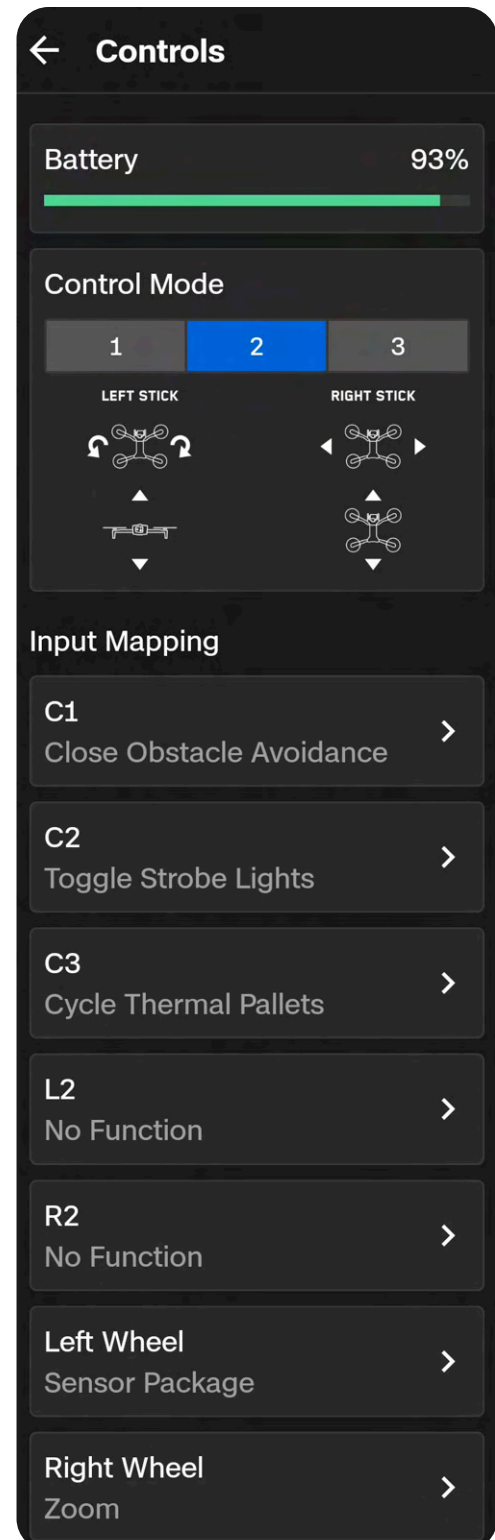 Controls
Battery 93%
Control Mode
1 2 3
LEFT STICK RIGHT STICK
Input Mapping
C1
Close Obstacle Avoidance
C2
Toggle Strobe Lights
C3
Cycle Thermal Pallets
L2
No Function
R2
No Function
Left Wheel
Sensor Package
Right Wheel
Zoom